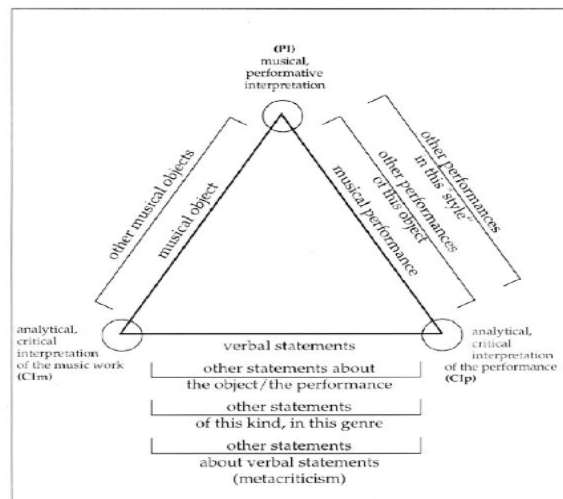 (PI)
musical,
performative
interpretation
other musical objects
musical object
musical performance
other performances
of this object
other performances
in this "style"
analytical,
critical
interpretation
of the music work
(CIm)
verbal statements
analytical,
critical
interpretation
of the performance
(CIp)
other statements about
the object/the performance
other statements
of this kind, in this genre
other statements
about verbal statements
(metacriticism)